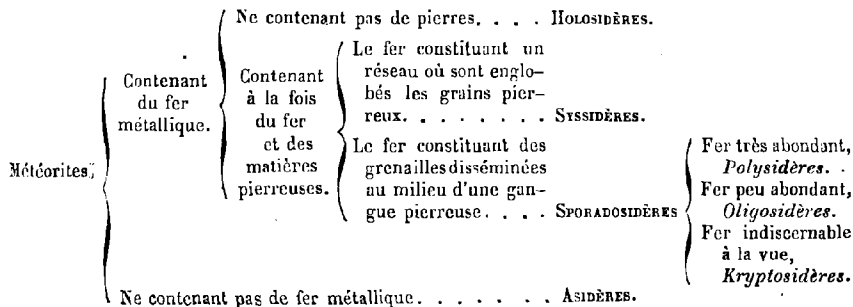 Ne contenant pas de pierres. . . . HOLOSIDÈRES.
Contenant
du fer
métallique.
Contenant
à la fois
du fer
et des
matières
pierreuses.
Le fer constituant un
réseau où sont englo-
bés les grains pier-
reux. . . . . . . . SYSSIDÈRES.
Le fer constituant des
grenailles disséminées
au milieu d'une gan-
gue pierreuse. . . . SPORADOSIDÈRES
Fer très abondant,
Polysidères. .
Fer peu abondant,
Oligosidères.
Fer indiscernable
à la vue,
Kryptosidères.
Météorites;
Ne contenant pas de fer métallique. . . . . . . ASIDÈRES.